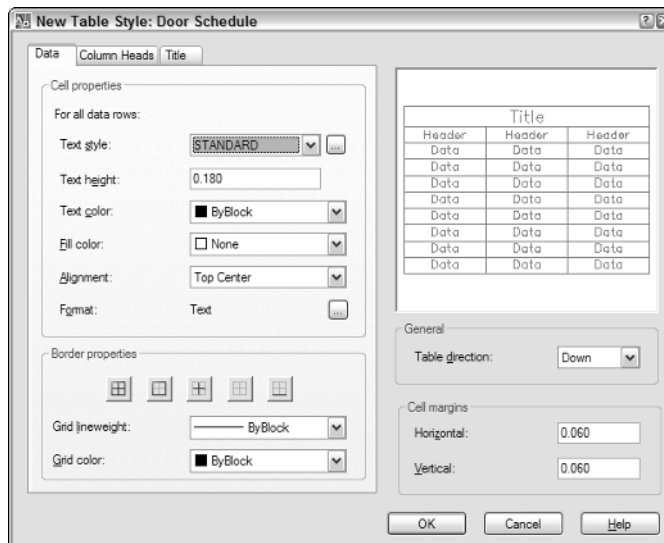 New Table Style: Door Schedule
Data Column Heads Title
Cell properties
For all data rows:
Text style: STANDARD ...
Text height: 0.180
Text color: ByBlock
Fill color: None
Alignment: Top Center
Format: Text ...
Border properties
Grid lineweight: ByBlock
Grid color: ByBlock
Title
Header Header Header
Data Data Data
Data Data Data
Data Data Data
Data Data Data
Data Data Data
Data Data Data
Data Data Data
Data Data Data
General
Table direction: Down
Cell margins
Horizontal: 0.060
Vertical: 0.060
OK Cancel Help